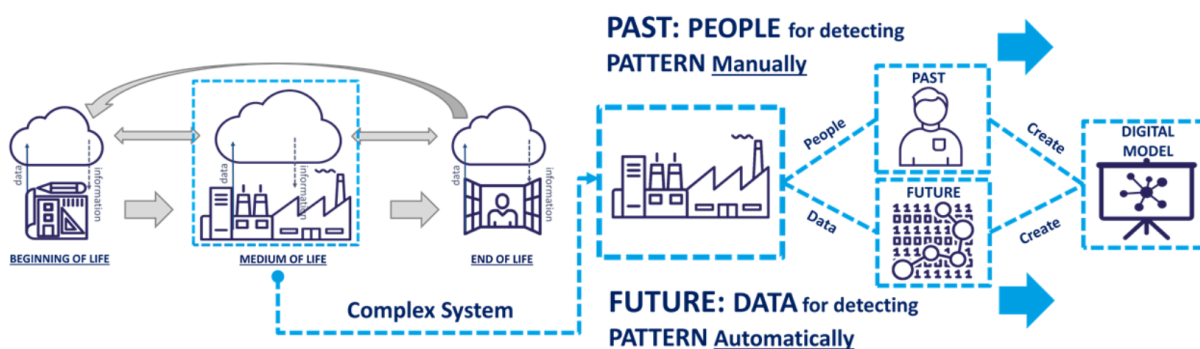 data
information
BEGINNING OF LIFE
data
information
MEDIUM OF LIFE
data
information
END OF LIFE
Complex System
PAST: PEOPLE for detecting
PATTERN Manually
People
Data
PAST
FUTURE
Create
Create
DIGITAL
MODEL
FUTURE: DATA for detecting
PATTERN Automatically